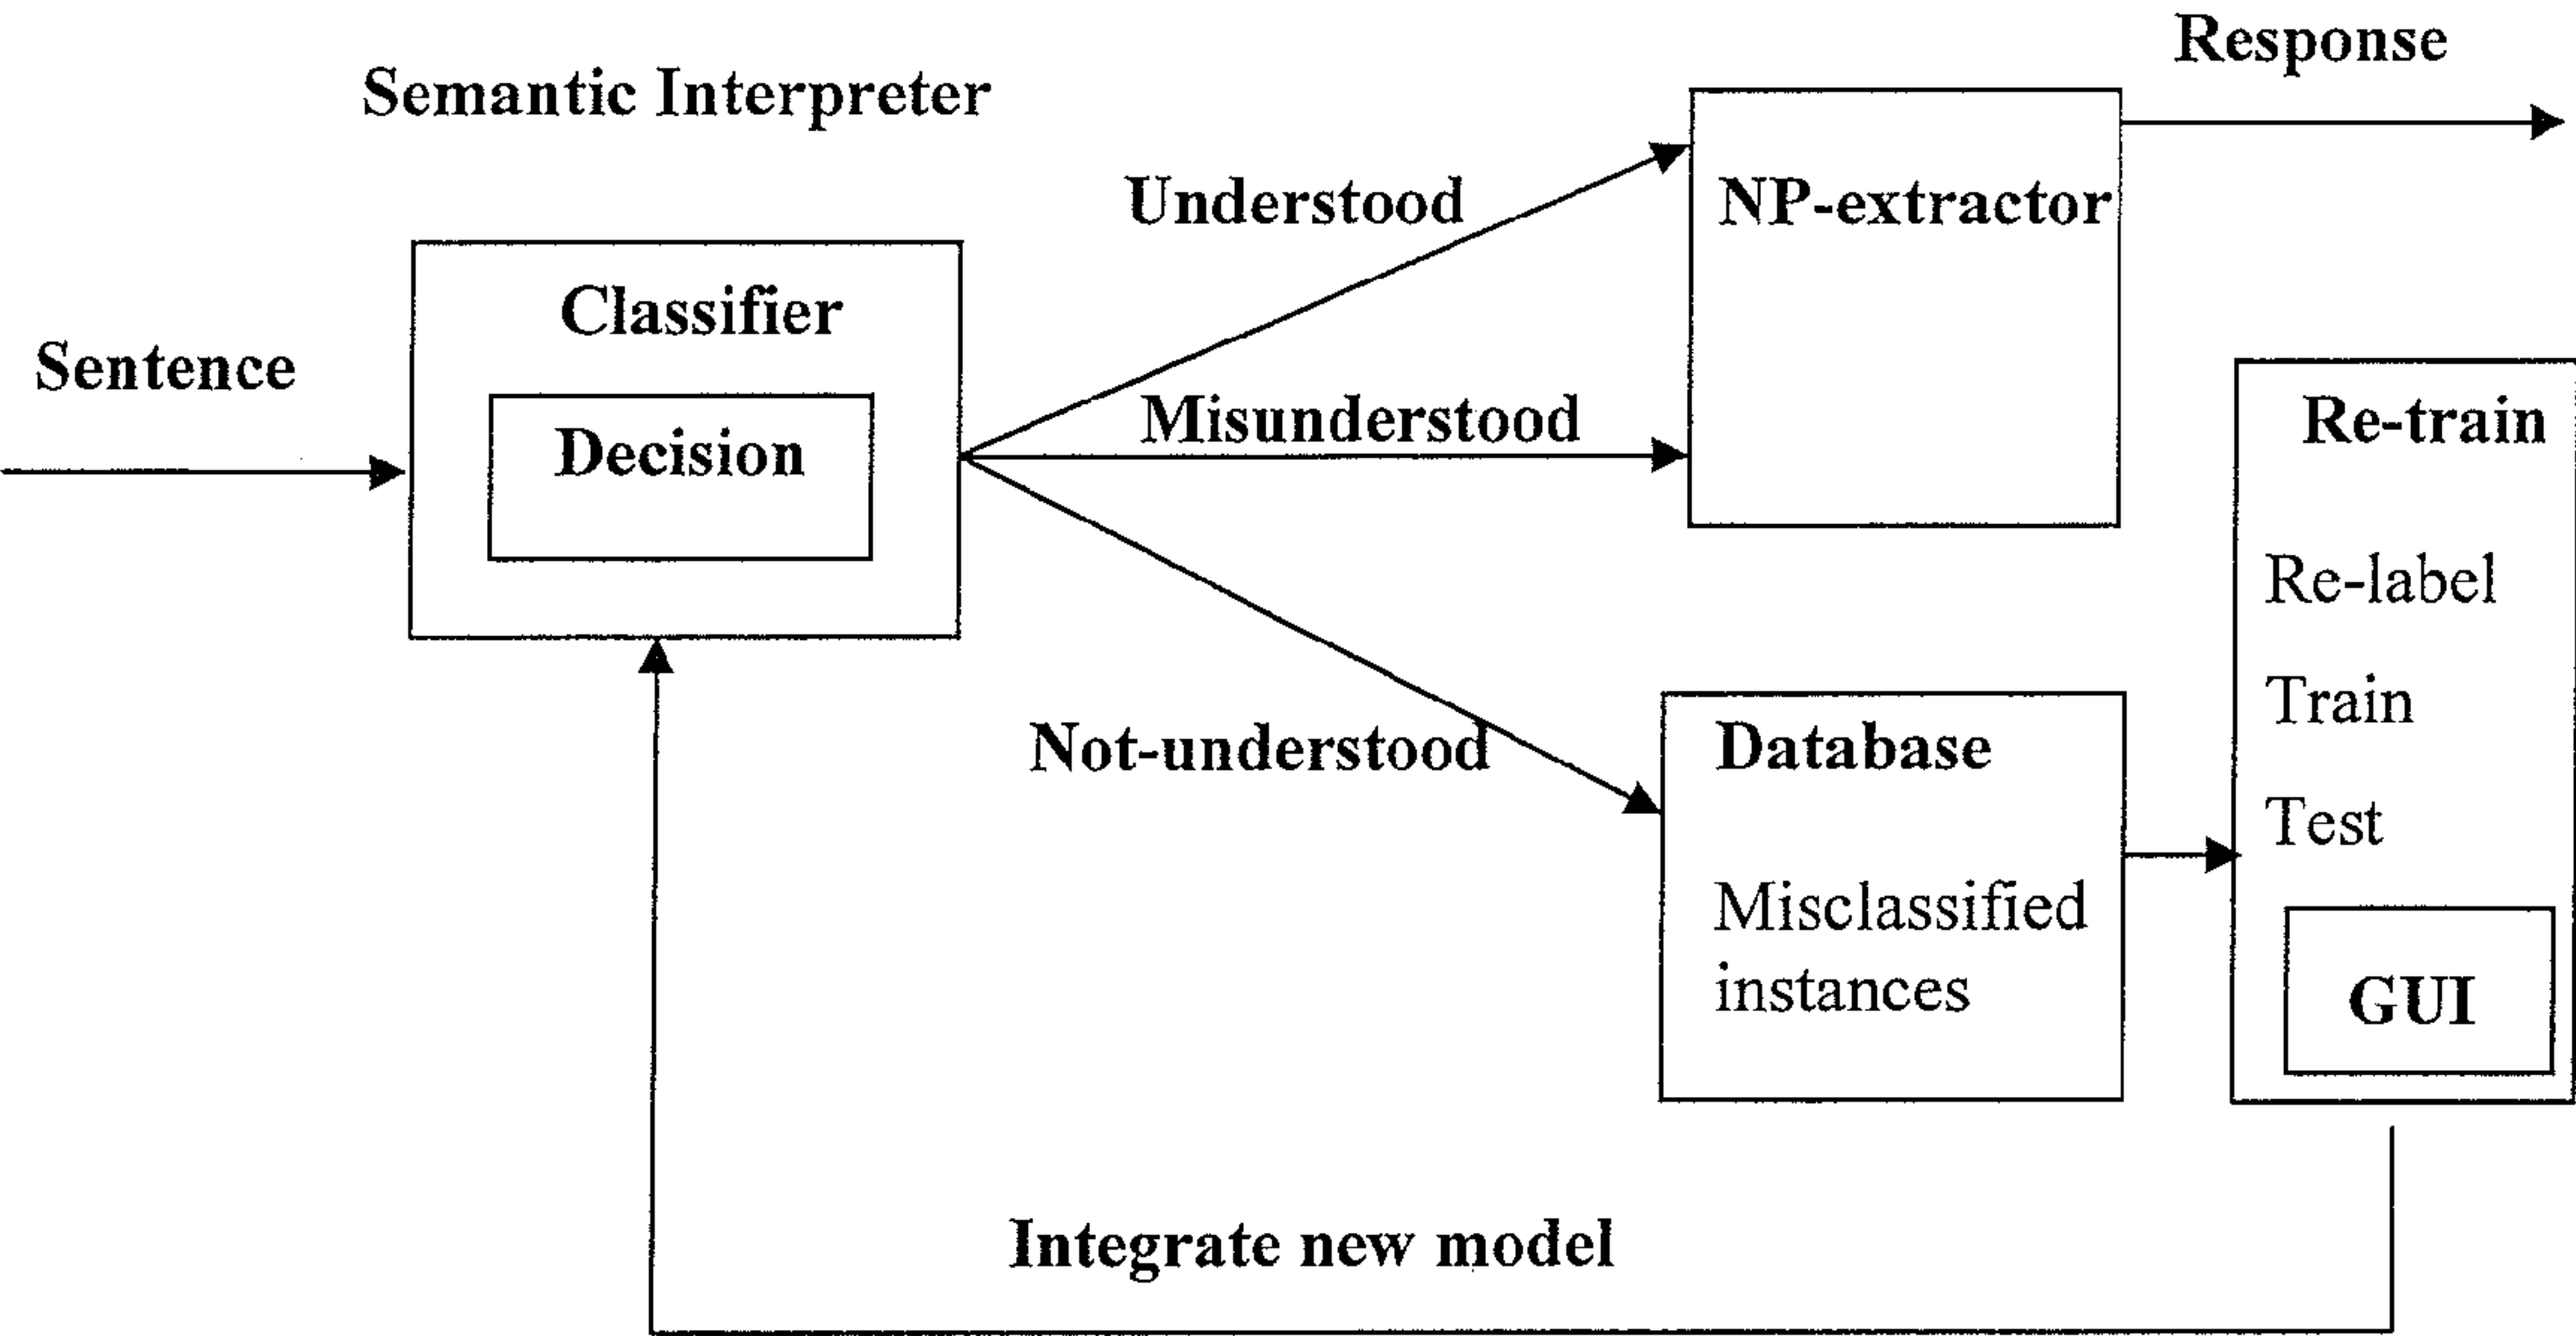 Response
Semantic Interpreter
Understood
NP-extractor
Classifier
Sentence
Misunderstood
Re-train
Decision
Re-label
Train
Not-understood
Database
Test
Misclassified
instances
GUI
Integrate new model